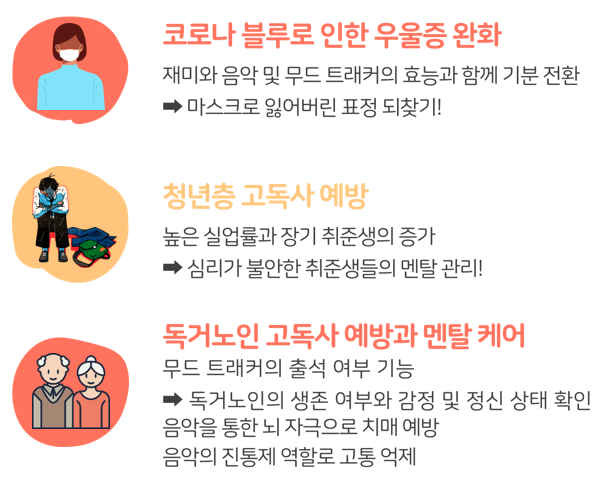 코로나 블루로 인한 우울증 완화
재미와 음악 및 무드 트래커의 효능과 함께 기분 전환
➡ 마스크로 잃어버린 표정 되찾기!
청년층 고독사 예방
높은 실업률과 장기 취준생의 증가
➡ 심리가 불안한 취준생들의 멘탈 관리!
독거노인 고독사 예방과 멘탈 케어
무드 트래커의 출석 여부 기능
➡ 독거노인의 생존 여부와 감정 및 정신 상태 확인
음악을 통한 뇌 자극으로 치매 예방
음악의 진통제 역할로 고통 억제